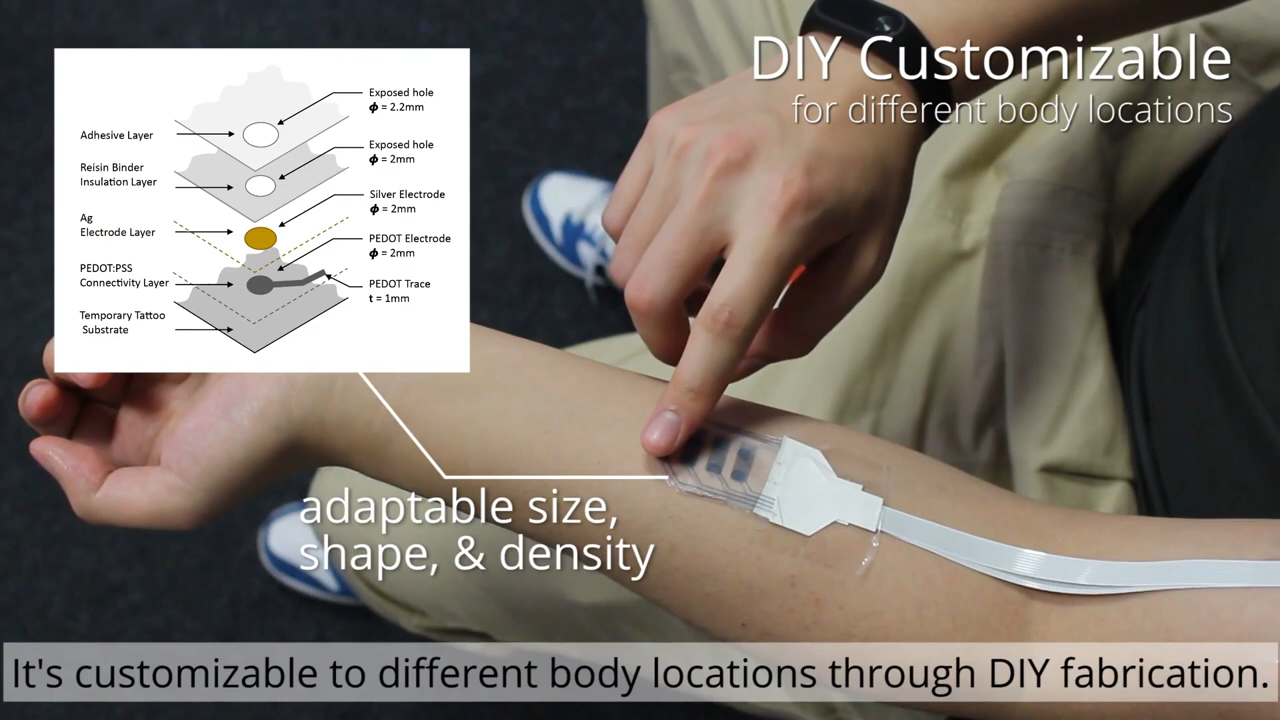 DIY Customizable
for different body locations
Exposed hole
ϕ = 2.2mm
Adhesive Layer
Exposed hole
ϕ = 2mm
Reisin Binder
Insulation Layer
Silver Electrode
ϕ = 2mm
Ag
Electrode Layer
PEDOT Electrode
ϕ = 2mm
PEDOT:PSS
Connectivity Layer
PEDOT Trace
t = 1mm
Temporary Tattoo
Substrate
adaptable size,
shape, & density
It's customizable to different body locations through DIY fabrication.